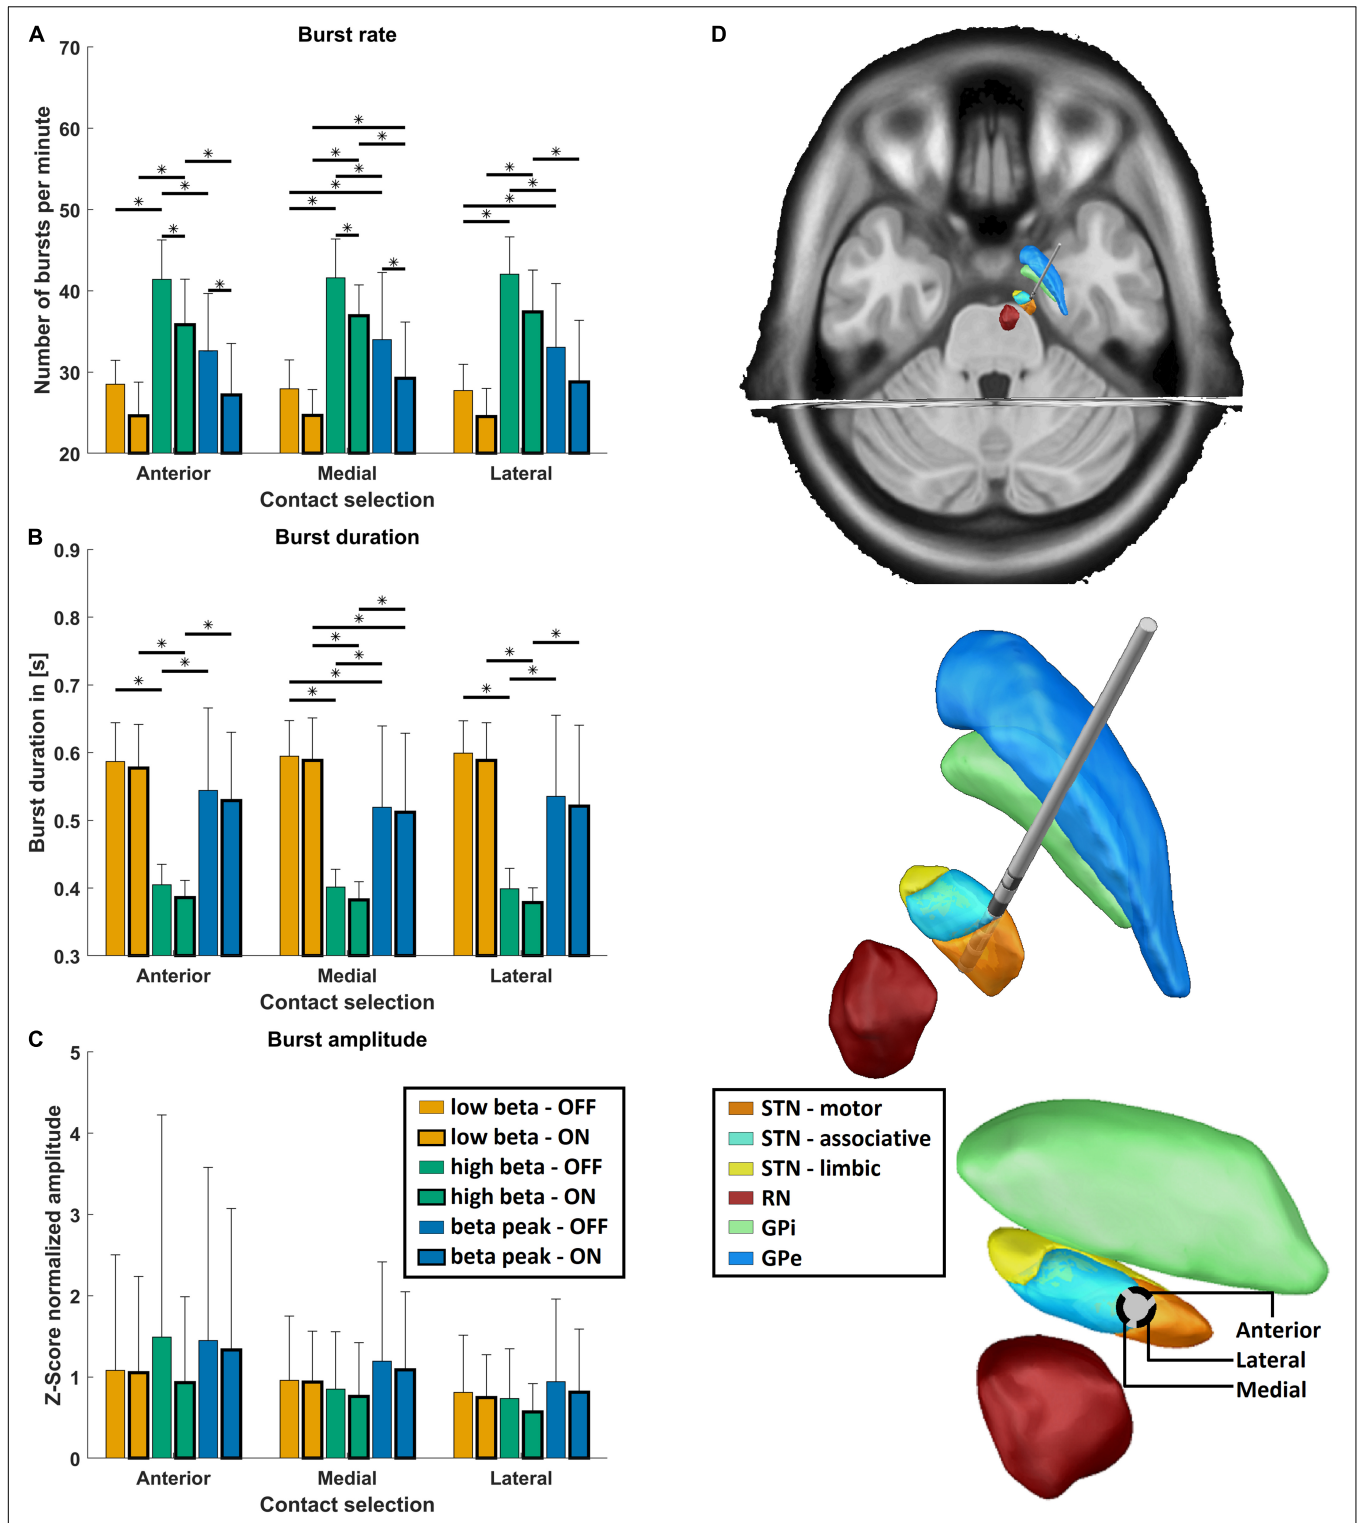 A
Burst rate
Number of bursts per minute
70
60
50
40
30
20
* * * * * *
* * * * * * * *
* * * * *
Anterior Medial Lateral
Contact selection
B
Burst duration
Burst duration in [s]
0.9
0.8
0.7
0.6
0.5
0.4
0.3
* * * *
* * * * * *
* * * *
Anterior Medial Lateral
Contact selection
C
Burst amplitude
Z-Score normalized amplitude
5
4
3
2
1
0
low beta - OFF
low beta - ON
high beta - OFF
high beta - ON
beta peak - OFF
beta peak - ON
Anterior Medial Lateral
Contact selection
D
STN - motor
STN - associative
STN - limbic
RN
GPi
GPe
Anterior
Lateral
Medial